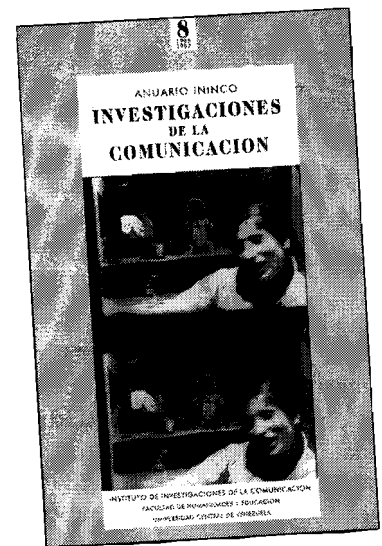 8
ANUARIO ININCO
INVESTIGACIONES
DE LA
COMUNICACION
INSTITUTO DE INVESTIGACIONES DE LA COMUNICACION
FACULTAD DE HUMANIDADES Y EDUCACION
UNIVERSIDAD CENTRAL DE VENEZUELA